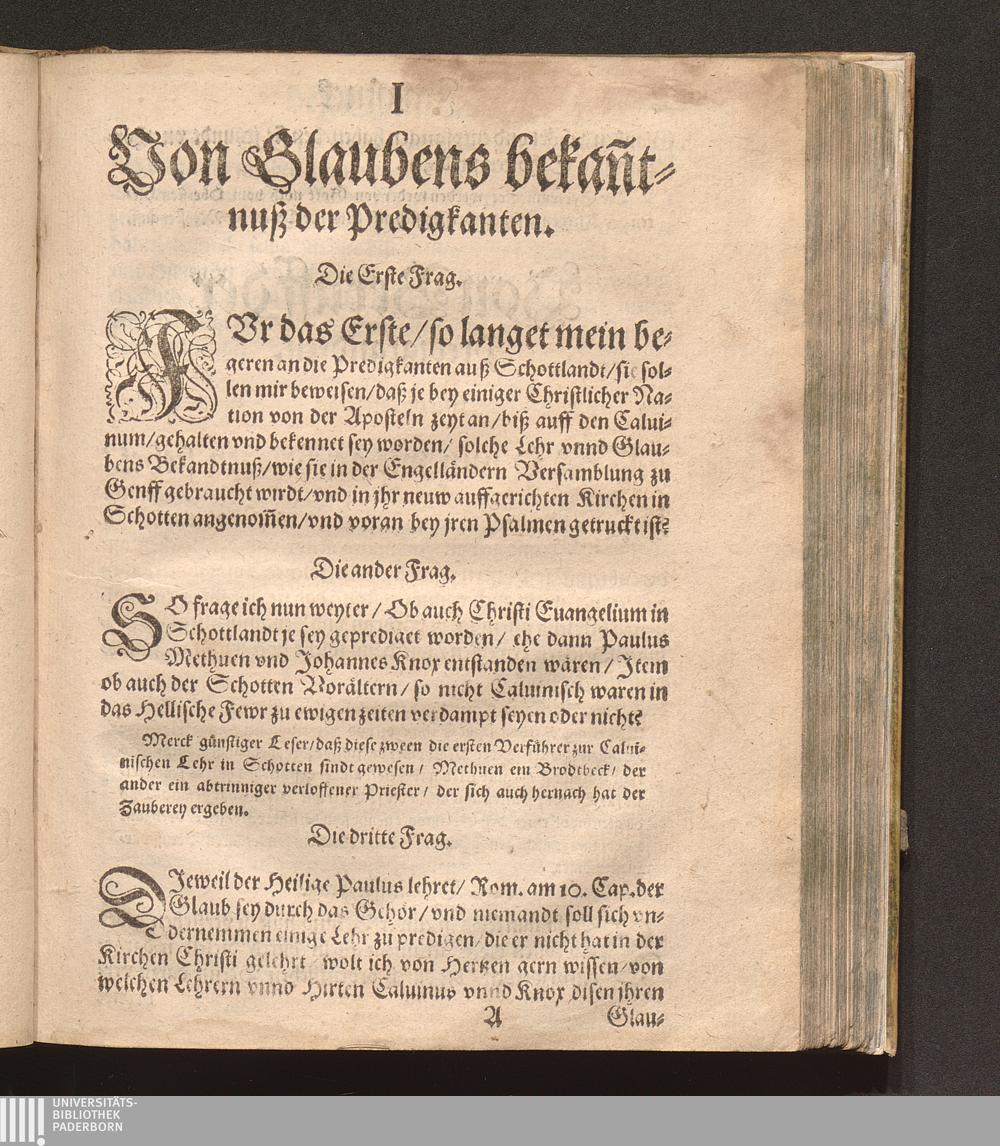 I
Von Glaubens bekañt-
nuß der Predigkanten.
Die Erste Frag.
FVr das Erste/ so langet mein be-
geren an die Predigkanten auß Schottlandt/ sie sol-
len mir beweisen/ daß je bey einiger Christlicher Na-
tion von der Aposteln zeyt an/ biß auff den Calui-
num/ gehalten vnd bekennet sey worden/ solche Lehr vnnd Glau-
bens Bekandtnuß/ wie sie in der Engelländern Versamblung zu
Genff gebraucht wirdt/ vnd in jhr neuw auffgerichten Kirchen in
Schotten angenom̃en/ vnd voran bey jren Psalmen getruckt ist?
Die ander Frag.
SO frage ich nun weyter/ Ob auch Christi Euangelium in
Schottlandt je sey geprediget worden/ ehe dann Paulus
Methuen vnd Johannes Knox entstanden wären/ Item
ob auch der Schotten Vorältern/ so nicht Caluinisch waren in
das Hellische Fewr zu ewigen zeiten verdampt seyen oder nicht?
Merck günstiger Leser/ daß diese zween die ersten Verführer zur Calui-
nischen Lehr in Schotten sindt gewesen/ Methuen ein Brodtbeck/ der
ander ein abtrinniger verloffener Priester/ der sich auch hernach hat der
Zauberey ergeben.
Die dritte Frag.
DJeweil der Heilige Paulus lehret/ Rom. am 10. Cap. der
Glaub sey durch das Gehör/ vnd niemandt soll sich vn-
dernemmen einige Lehr zu predigen/ die er nicht hat in der
Kirchen Christi gelehrt/ wolt ich von Hertzen gern wissen/ von
welchen Lehrern vnnd Hirten Caluinus vnnd Knox disen jhren
A Glau-
UNIVERSITÄTS-
BIBLIOTHEK
PADERBORN